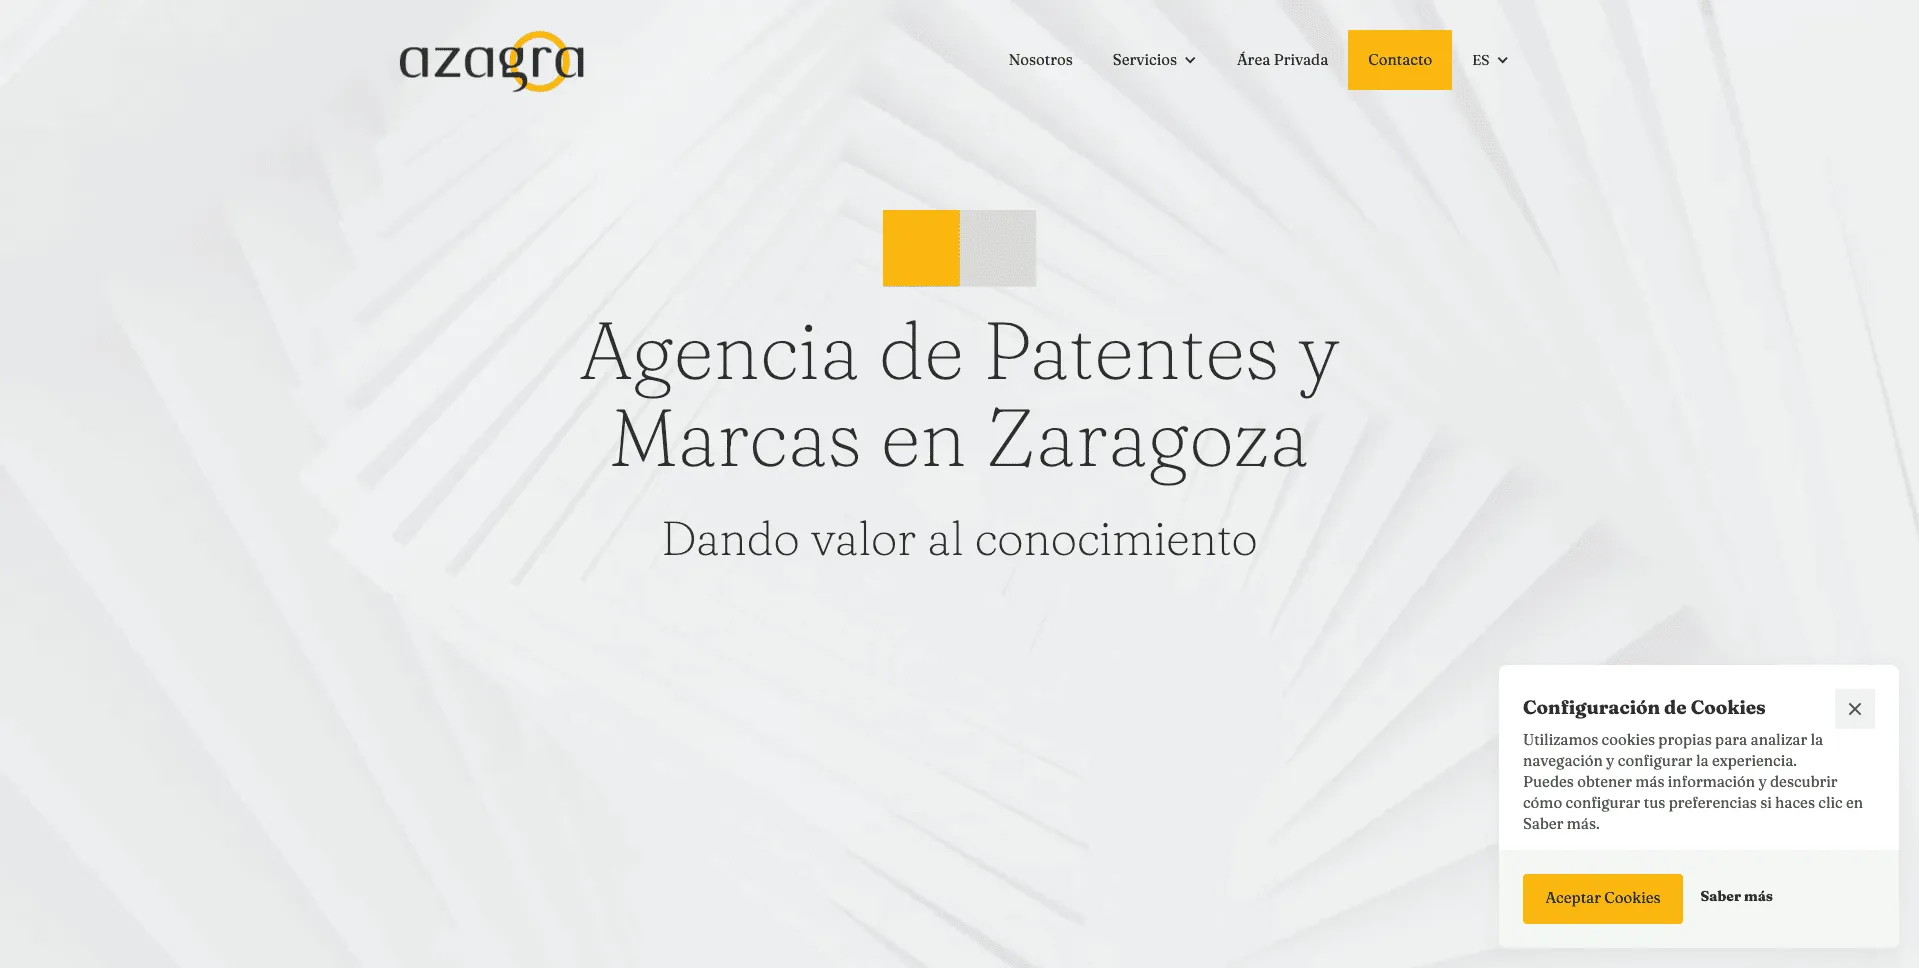 azagra
Nosotros
Servicios
Área Privada
Contacto
ES
Agencia de Patentes y
Marcas en Zaragoza
Dando valor al conocimiento
Configuración de Cookies
Utilizamos cookies propias para analizar la
navegación y configurar la experiencia.
Puedes obtener más información y descubrir
cómo configurar tus preferencias si haces clic en
Saber más.
Aceptar Cookies
Saber más